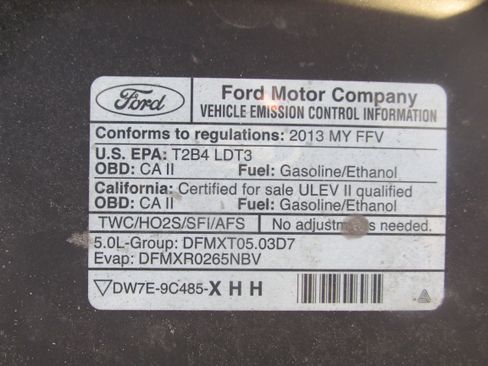 Ford
Ford Motor Company
VEHICLE EMISSION CONTROL INFORMATION
Conforms to regulations: 2013 MY FFV
U.S. EPA: T2B4 LDT3
OBD: CA II Fuel: Gasoline/Ethanol
California: Certified for sale ULEV II qualified
OBD: CA II Fuel: Gasoline/Ethanol
TWC/HO2S/SFI/AFS No adjustments needed.
5.0L-Group: DFMXT05.03D7
Evap: DFMXR0265NBV
▽DW7E-9C485-X H H